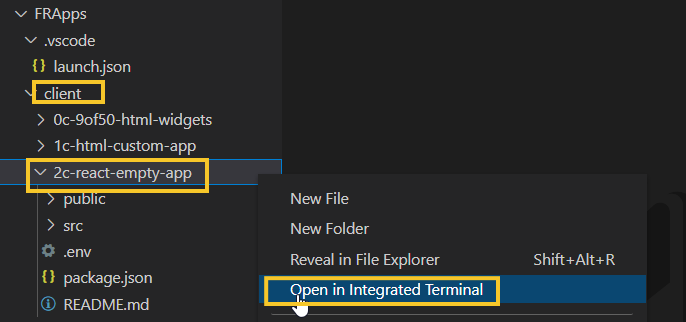 FRApps
.vscode
{} launch.json
client
0c-9of50-html-widgets
1c-html-custom-app
2c-react-empty-app
public
src
.env
{} package.json
README.md
New File
New Folder
Reveal in File Explorer Shift+Alt+R
Open in Integrated Terminal